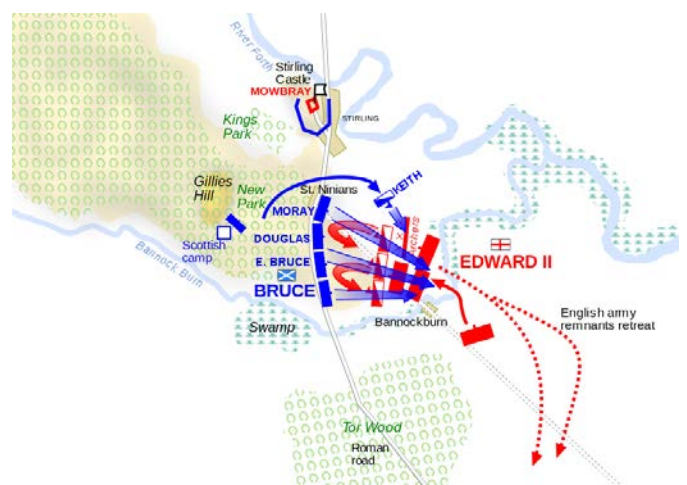 River Forth
Stirling
Castle
MOWBRAY
STIRLING
Kings
Park
Gillies
Hill
New
Park
St. Ninians
KEITH
MORAY
Scottish
camp
DOUGLAS
E. BRUCE
BRUCE
EDWARD II
Bannock Burn
Swamp
Bannockburn
English army
remnants retreat
Tor Wood
Roman
road